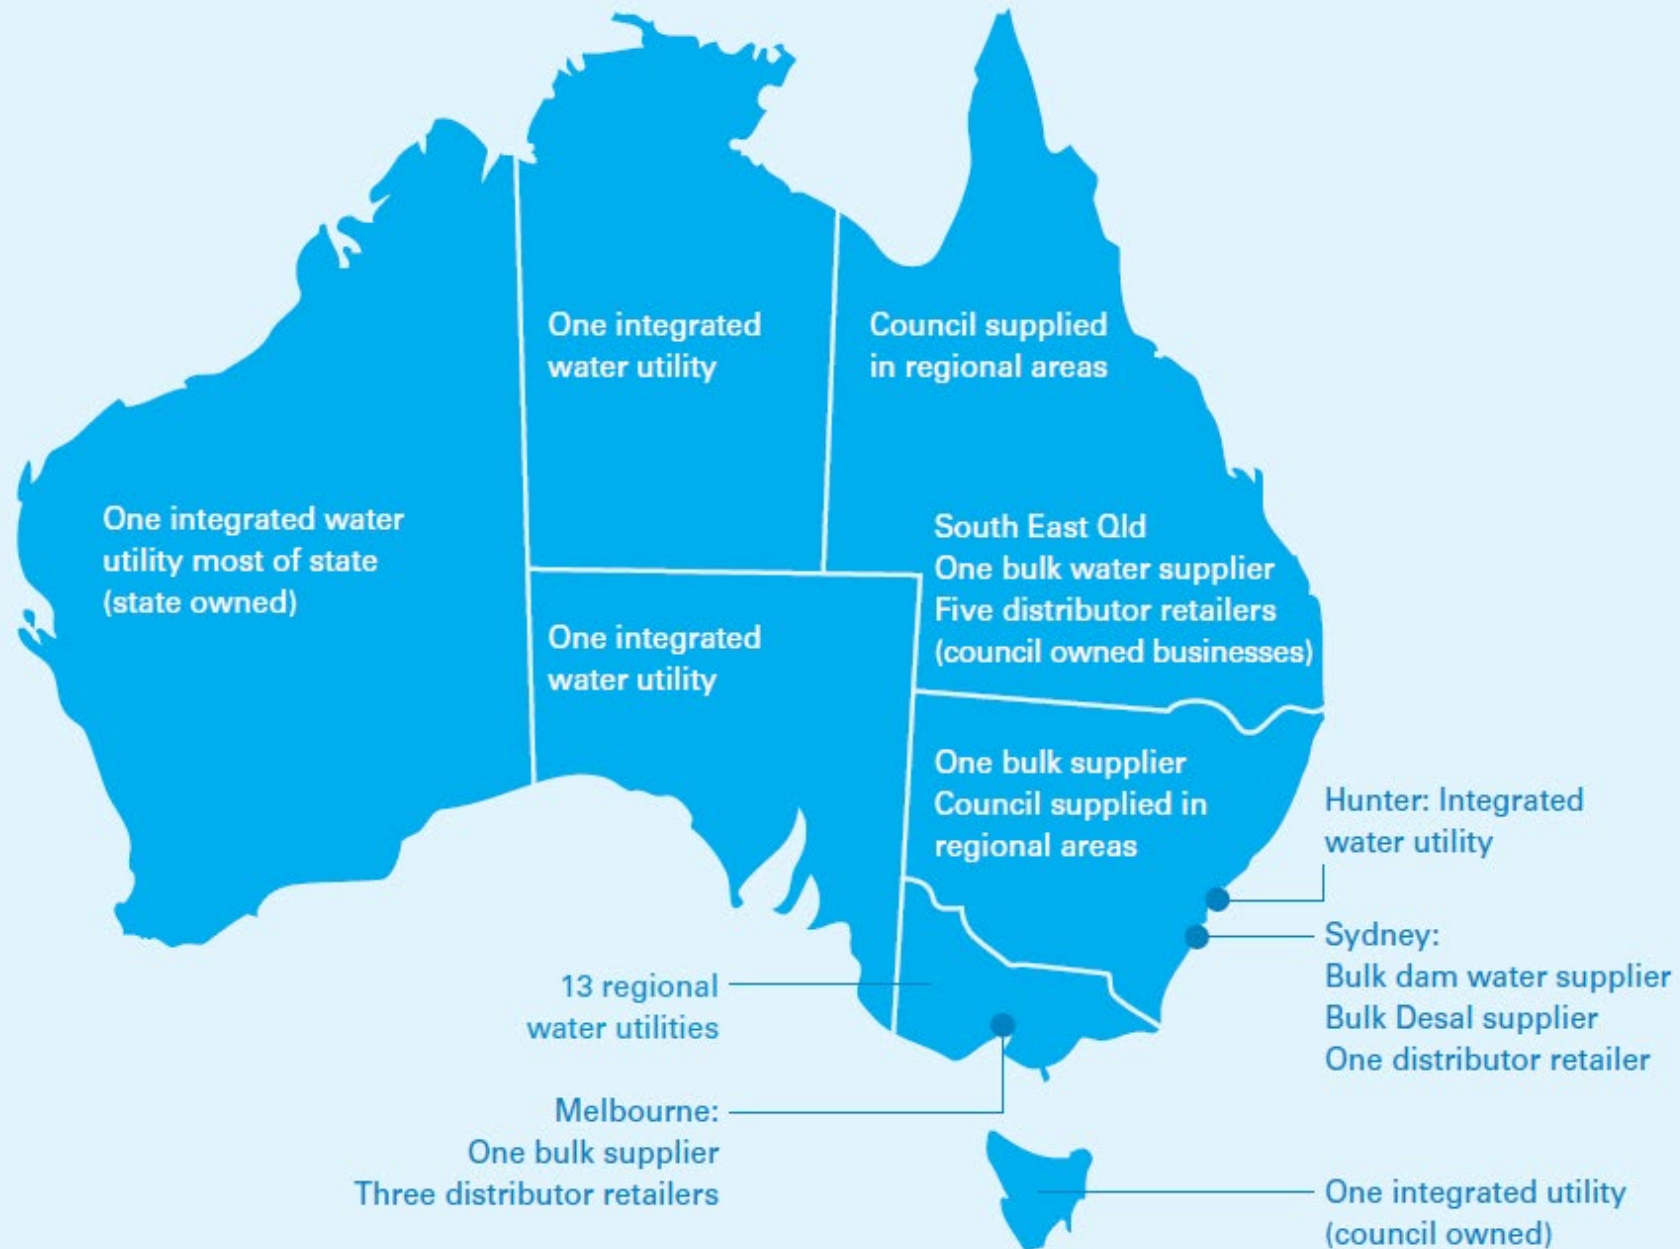 One integrated
water utility
Council supplied
in regional areas
One integrated water
utility most of state
(state owned)
South East Qld
One bulk water supplier
Five distributor retailers
(council owned businesses)
One integrated
water utility
One bulk supplier
Council supplied in
regional areas
Hunter: Integrated
water utility
Sydney:
Bulk dam water supplier
Bulk Desal supplier
One distributor retailer
13 regional
water utilities
Melbourne:
One bulk supplier
Three distributor retailers
One integrated utility
(council owned)